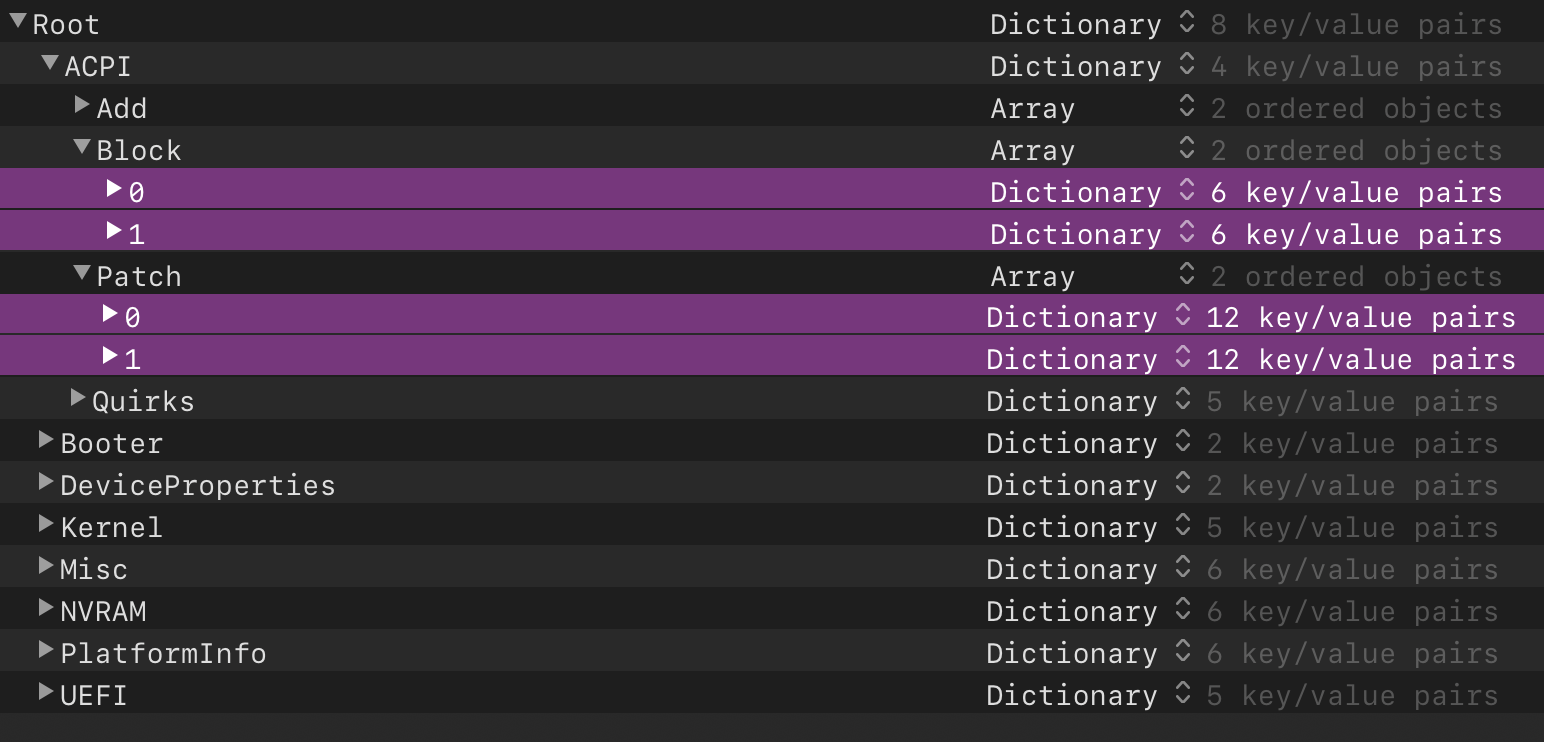 Root Dictionary 8 key/value pairs
ACPI Dictionary 4 key/value pairs
Add Array 2 ordered objects
Block Array 2 ordered objects
0 Dictionary 6 key/value pairs
1 Dictionary 6 key/value pairs
Patch Array 2 ordered objects
0 Dictionary 12 key/value pairs
1 Dictionary 12 key/value pairs
Quirks Dictionary 5 key/value pairs
Booter Dictionary 2 key/value pairs
DeviceProperties Dictionary 2 key/value pairs
Kernel Dictionary 5 key/value pairs
Misc Dictionary 6 key/value pairs
NVRAM Dictionary 6 key/value pairs
PlatformInfo Dictionary 6 key/value pairs
UEFI Dictionary 5 key/value pairs